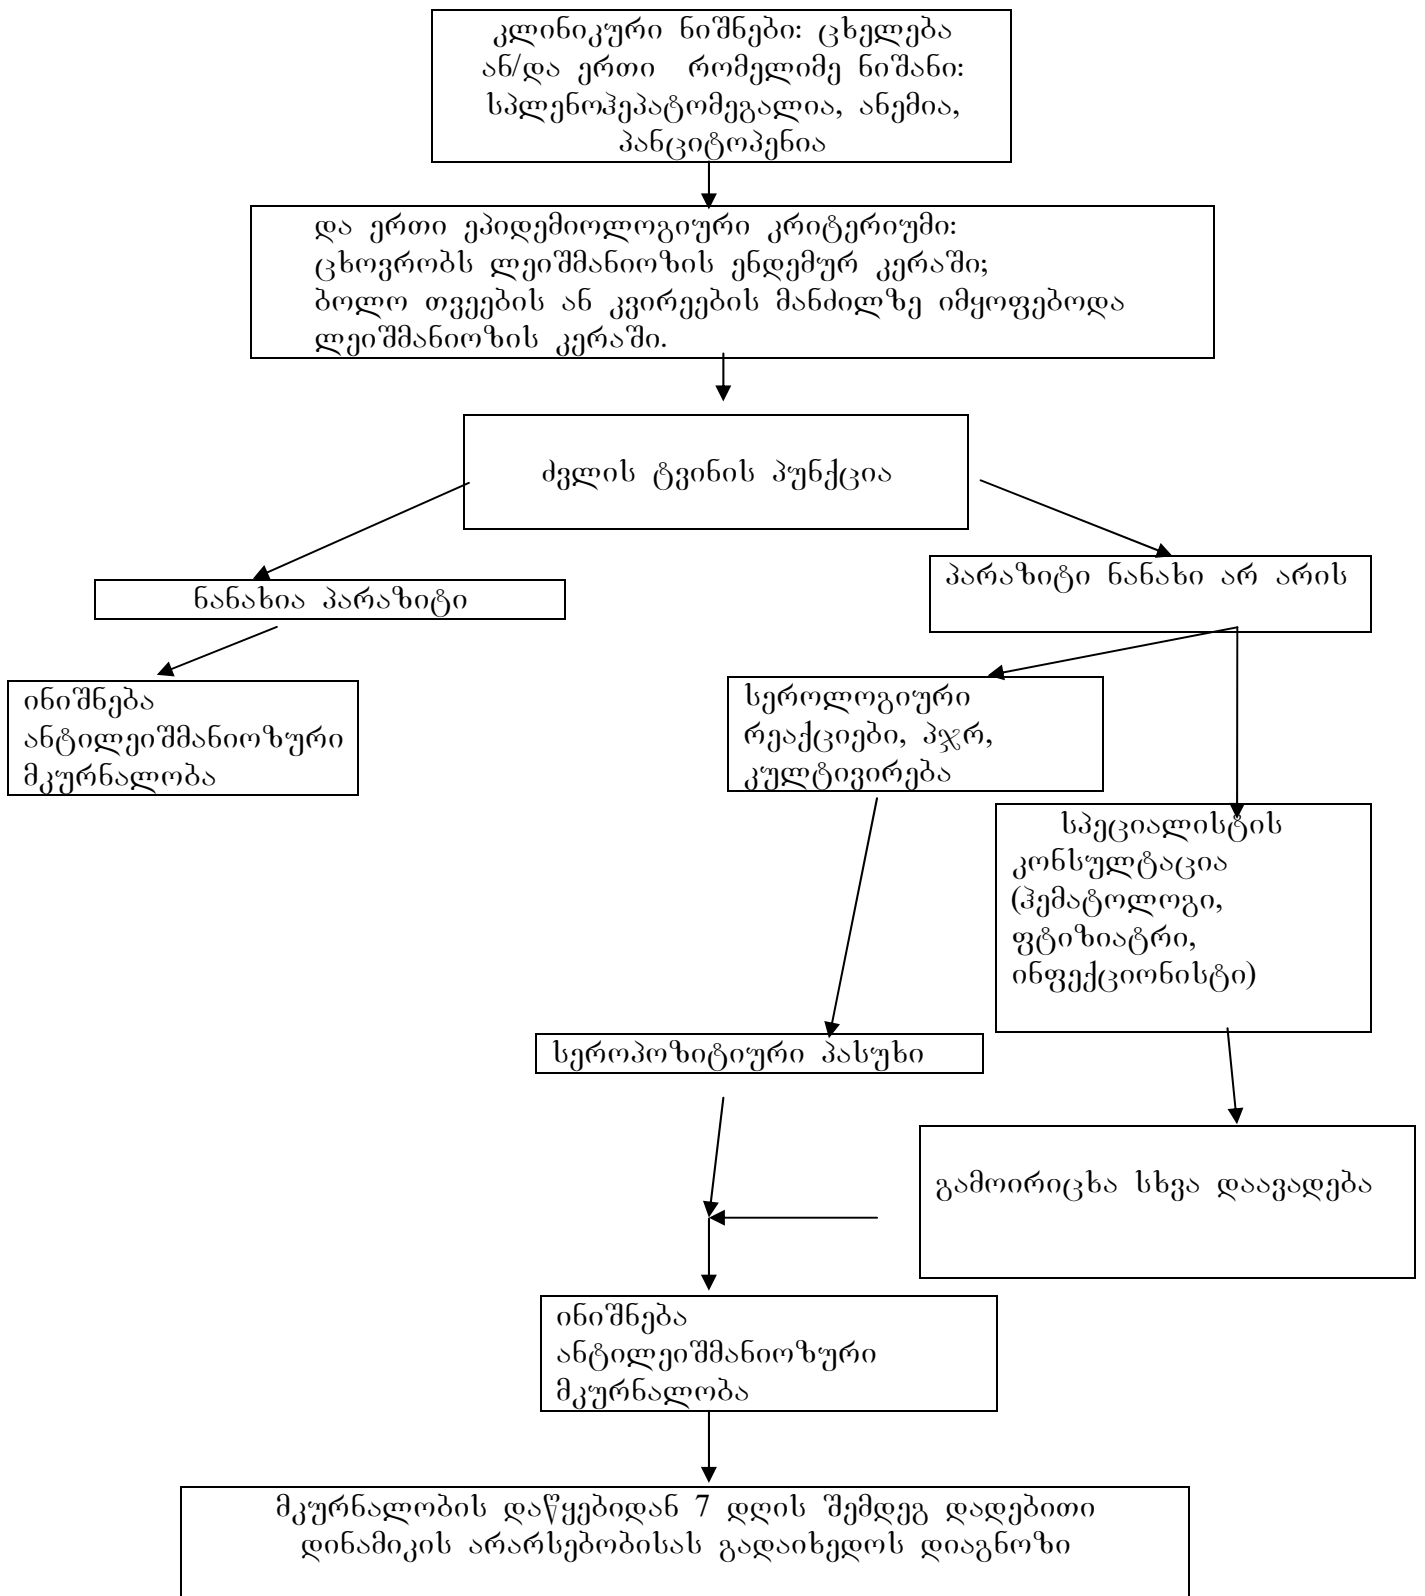 კლინიკური ნიშნები: ცხელება
ან/და ერთი რომელიმე ნიშანი:
სპლენოჰეპატომეგალია, ანემია,
პანციტოპენია
და ერთი ეპიდემიოლოგიური კრიტერიუმი:
ცხოვრობს ლეიშმანიოზის ენდემურ კერაში;
ბოლო თვეების ან კვირეების მანძილზე იმყოფებოდა
ლეიშმანიოზის კერაში.
ძვლის ტვინის პუნქცია
ნანახია პარაზიტი
პარაზიტი ნანახი არ არის
ინიშნება
ანტილეიშმანიოზური
მკურნალობა
სეროლოგიური
რეაქციები, პჯრ,
კულტივირება
სპეციალისტის
კონსულტაცია
(ჰემატოლოგი,
ფტიზიატრი,
ინფექციონისტი)
სეროპოზიტიური პასუხი
გამოირიცხა სხვა დაავადება
ინიშნება
ანტილეიშმანიოზური
მკურნალობა
მკურნალობის დაწყებიდან 7 დღის შემდეგ დადებითი
დინამიკის არარსებობისას გადაიხედოს დიაგნოზი